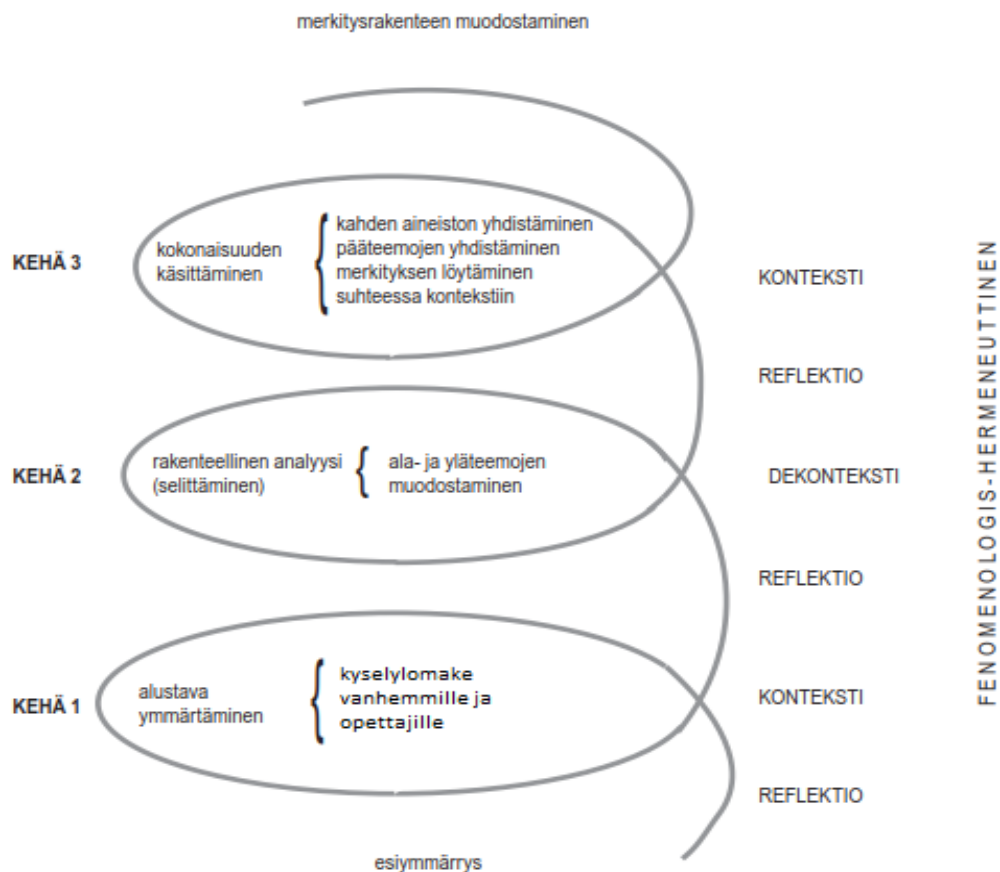 merkitysrakenteen muodostaminen
KEHÄ 3
kokonaisuuden
käsittäminen
kahden aineiston yhdistäminen
pääteemojen yhdistäminen
merkityksen löytäminen
suhteessa kontekstiin
KONTEKSTI
REFLEKTIO
KEHÄ 2
rakenteellinen analyysi
(selittäminen)
ala- ja yläteemojen
muodostaminen
DEKONTEKSTI
REFLEKTIO
KEHÄ 1
alustava
ymmärtäminen
kyselylomake
vanhemmille ja
opettajille
KONTEKSTI
REFLEKTIO
esiymmärrys
FENOMENOLOGIS-HERMENEUTTINEN